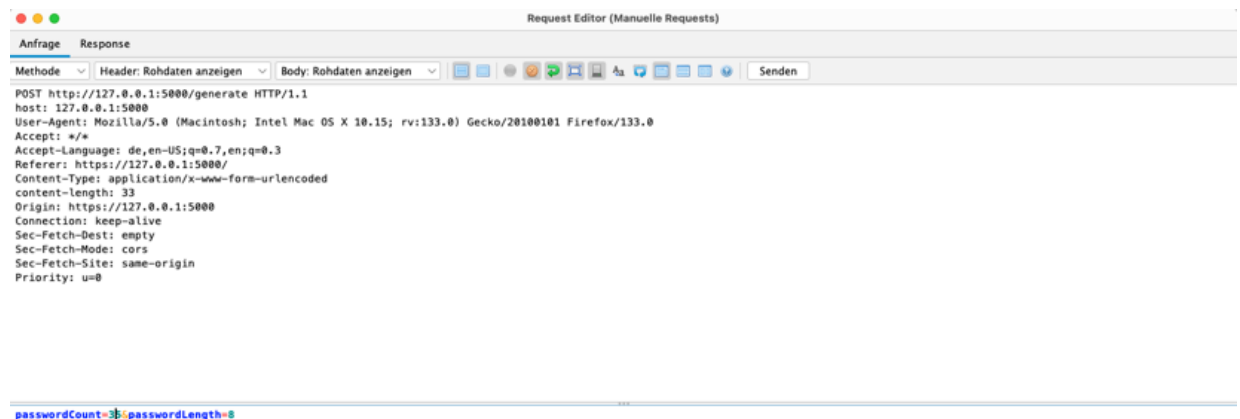 Request Editor (Manuelle Requests)
Anfrage Response
Methode Header: Rohdaten anzeigen Body: Rohdaten anzeigen Senden
POST http://127.0.0.1:5000/generate HTTP/1.1
host: 127.0.0.1:5000
User-Agent: Mozilla/5.0 (Macintosh; Intel Mac OS X 10.15; rv:133.0) Gecko/20100101 Firefox/133.0
Accept: */*
Accept-Language: de,en-US;q=0.7,en;q=0.3
Referer: https://127.0.0.1:5000/
Content-Type: application/x-www-form-urlencoded
content-length: 33
Origin: https://127.0.0.1:5000
Connection: keep-alive
Sec-Fetch-Dest: empty
Sec-Fetch-Mode: cors
Sec-Fetch-Site: same-origin
Priority: u=0
passwordCount=35&passwordLength=8